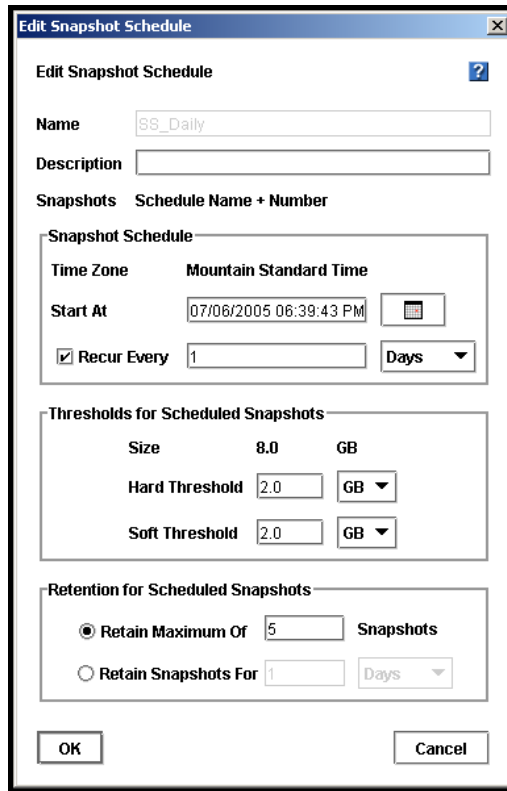 Edit Snapshot Schedule
Edit Snapshot Schedule
Name SS_Daily
Description
Snapshots Schedule Name + Number
Snapshot Schedule
Time Zone Mountain Standard Time
Start At 07/06/2005 06:39:43 PM
Recur Every 1 Days
Thresholds for Scheduled Snapshots
Size 8.0 GB
Hard Threshold 2.0 GB
Soft Threshold 2.0 GB
Retention for Scheduled Snapshots
Retain Maximum Of 5 Snapshots
Retain Snapshots For 1 Days
OK Cancel